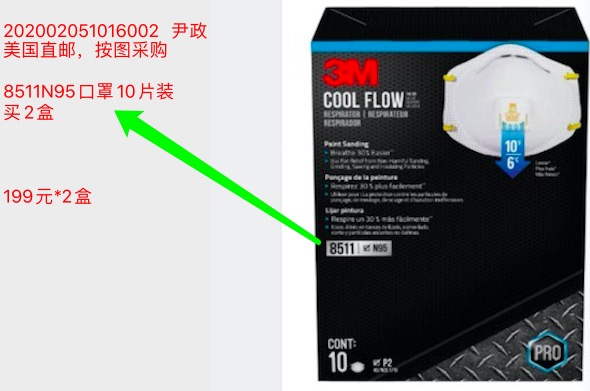 202002051016002 尹政
美国直邮，按图采购
8511N95口罩10片装
买2盒
199元*2盒
3M
COOL FLOW
RESPIRATOR | RESPIRATEUR
RESPIRADOR
Paint Sanding
Breathe 30% Easier
Ponçage de la peinture
Respirez 30 % plus facilement
Lijar pintura
Respire un 30 % más fácilmente
8511 N95
10°
6°C
CONT:
10
P2
PRO